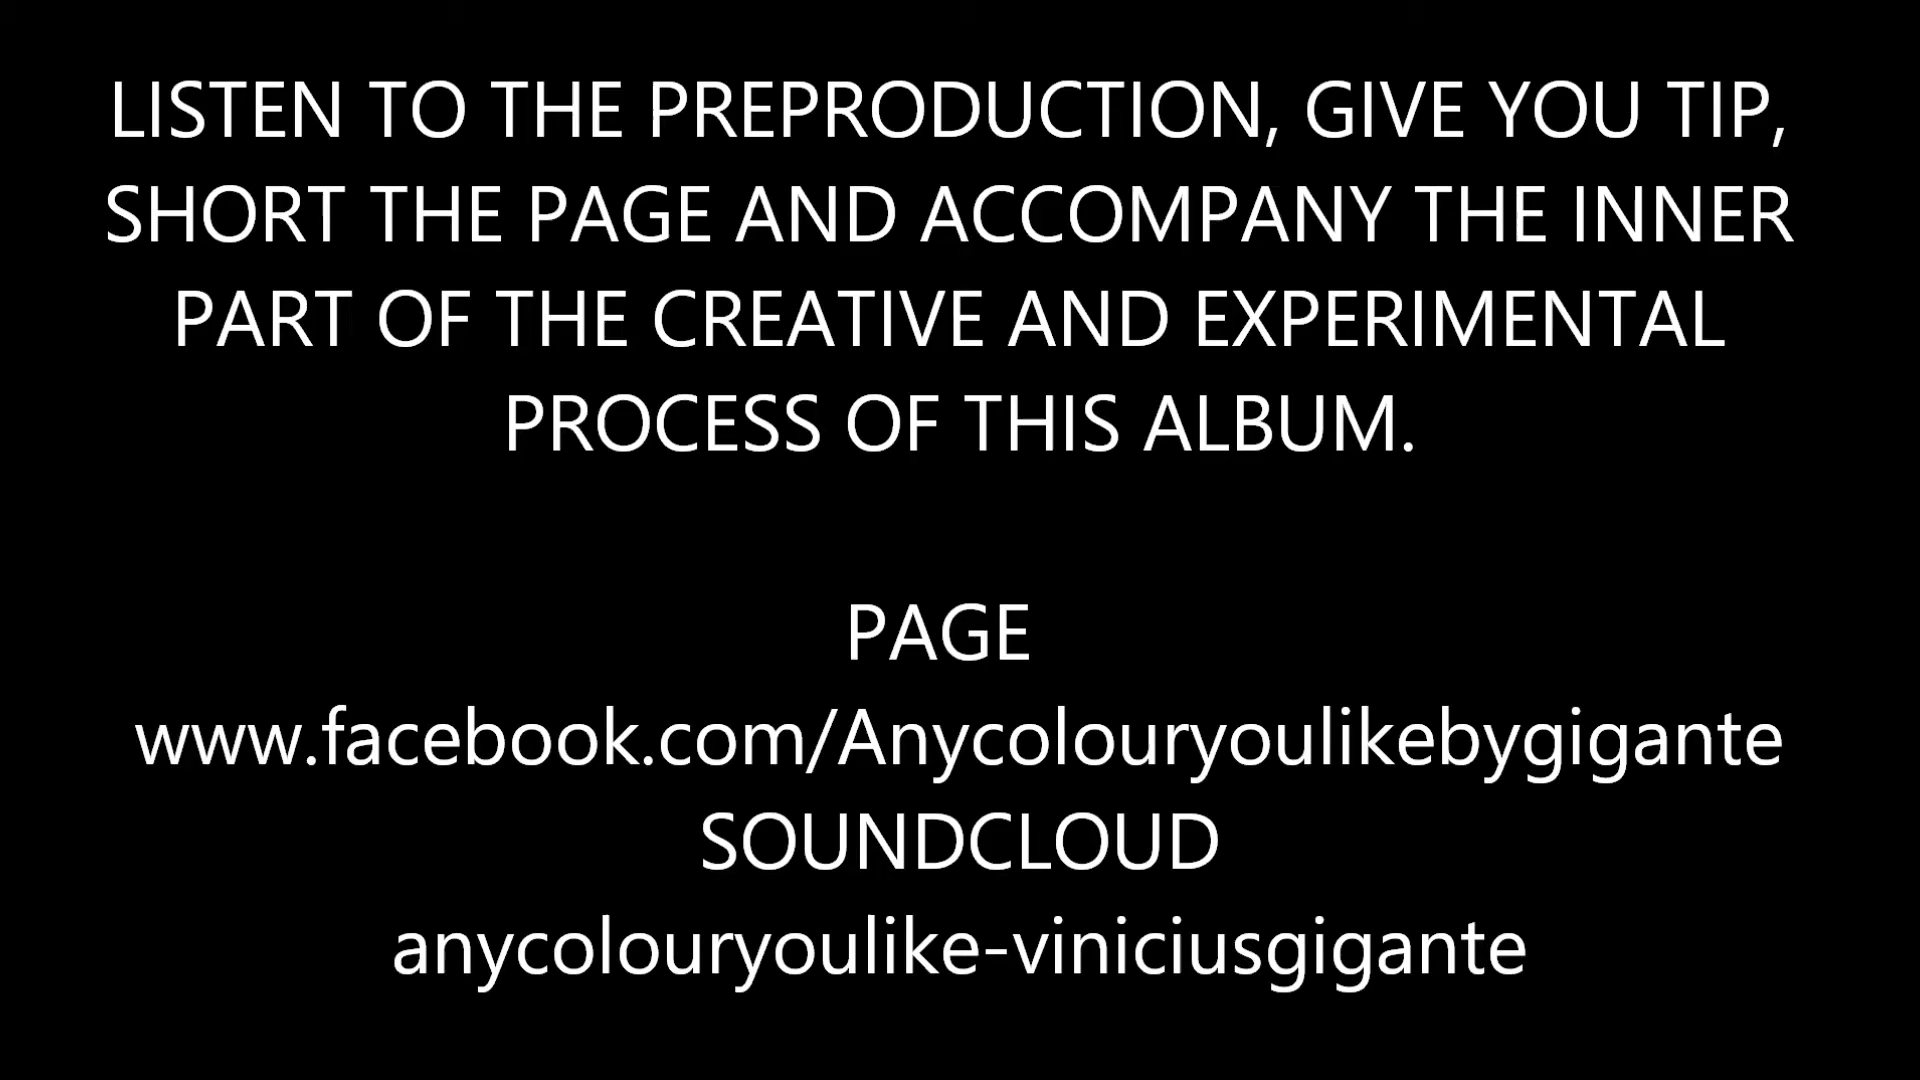 LISTEN TO THE PREPRODUCTION, GIVE YOU TIP,
SHORT THE PAGE AND ACCOMPANY THE INNER
PART OF THE CREATIVE AND EXPERIMENTAL
PROCESS OF THIS ALBUM.
PAGE
www.facebook.com/Anycolouryoulikebygigante
SOUNDCLOUD
anycolouryoulike-viniciusgigante